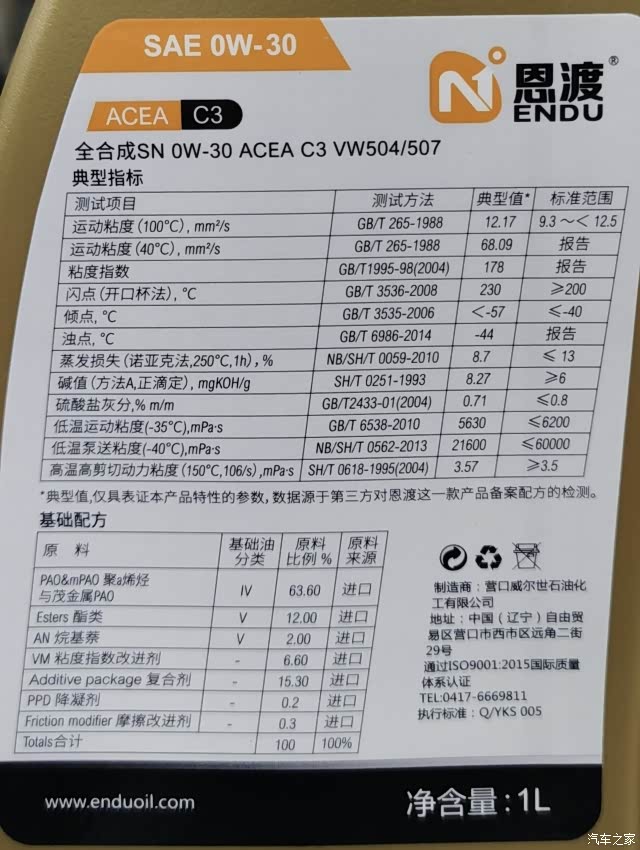 SAE 0W-30
恩渡®
ENDU
ACEA C3
全合成SN 0W-30 ACEA C3 VW504/507
典型指标
测试项目 测试方法 典型值* 标准范围
运动粘度(100℃), mm²/s GB/T 265-1988 12.17 9.3～＜12.5
运动粘度(40℃), mm²/s GB/T 265-1988 68.09 报告
粘度指数 GB/T1995-98(2004) 178 报告
闪点(开口杯法), ℃ GB/T 3536-2008 230 ≥200
倾点, ℃ GB/T 3535-2006 ＜-57 ≤-40
浊点, ℃ GB/T 6986-2014 -44 报告
蒸发损失(诺亚克法,250℃,1h), % NB/SH/T 0059-2010 8.7 ≤ 13
碱值(方法A,正滴定), mgKOH/g SH/T 0251-1993 8.27 ≥6
硫酸盐灰分,% m/m GB/T2433-01(2004) 0.71 ≤0.8
低温运动粘度(-35℃),mPa·s GB/T 6538-2010 5630 ≤6200
低温泵送粘度(-40℃),mPa·s NB/SH/T 0562-2013 21600 ≤60000
高温高剪切动力粘度(150℃,106/s),mPa·s SH/T 0618-1995(2004) 3.57 ≥3.5
*典型值,仅具表证本产品特性的参数,数据源于第三方对恩渡这一款产品备案配方的检测。
基础配方
原 料 基础油分类 原料比例 % 原料来源
PAO&mPAO 聚a烯烃
与茂金属PAO IV 63.60 进口
Esters 酯类 V 12.00 进口
AN 烷基萘 V 2.00 进口
VM 粘度指数改进剂 - 6.60 进口
Additive package 复合剂 - 15.30 进口
PPD 降凝剂 - 0.2 进口
Friction modifier 摩擦改进剂 - 0.3 进口
Totals合计 100 100%
制造商：营口威尔世石油化
工有限公司
地址：中国（辽宁）自由贸
易区营口市西市区远角二街
29号
通过ISO9001:2015国际质量
体系认证
TEL:0417-6669811
执行标准：Q/YKS 005
www.enduoil.com
净含量:1L
汽车之家